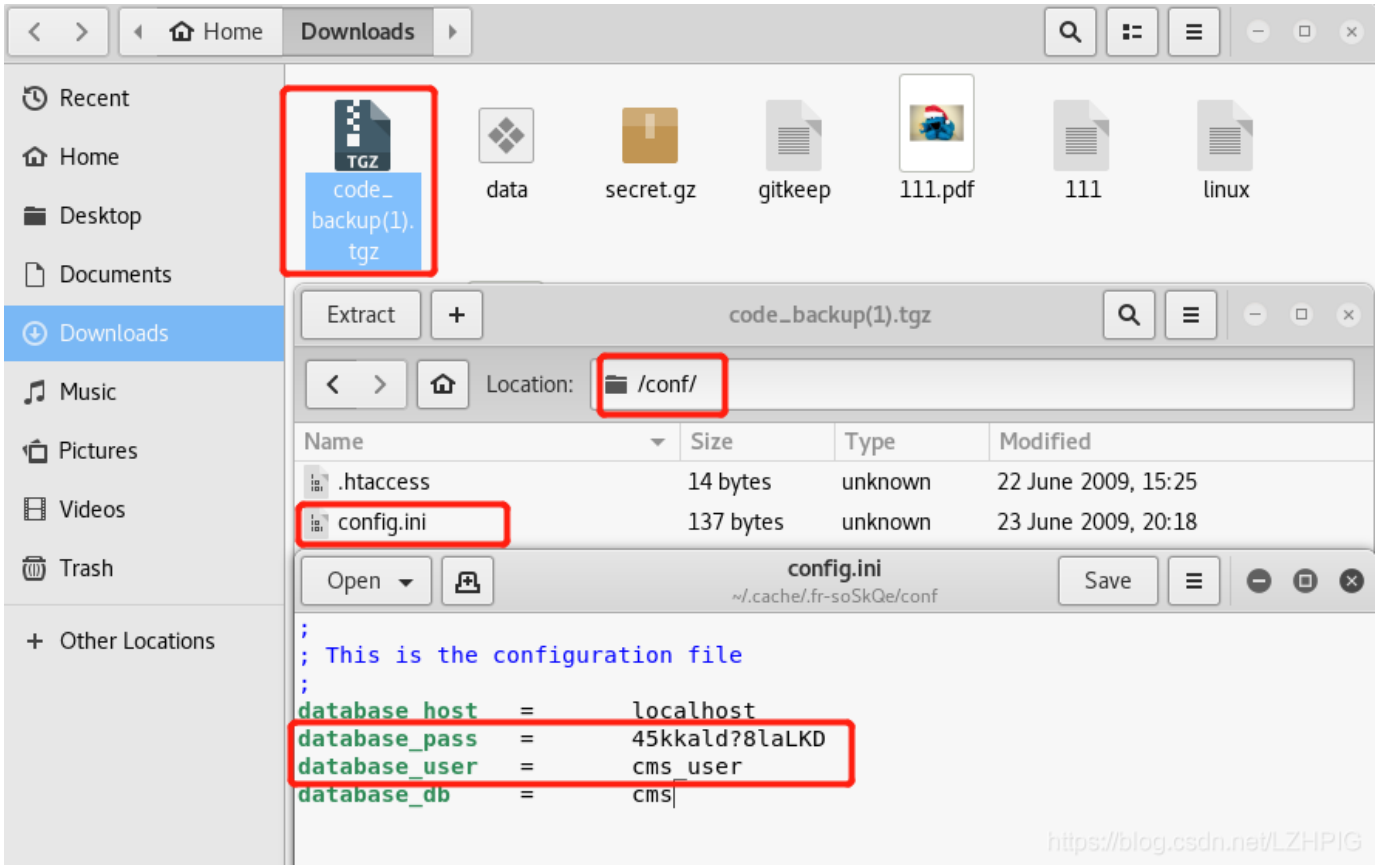 Home
Downloads
Recent
Home
Desktop
Documents
Downloads
Music
Pictures
Videos
Trash
+ Other Locations
TGZ
code_
backup(1).
tgz
data
secret.gz
gitkeep
111.pdf
111
linux
Extract
+
code_backup(1).tgz
Location:
/conf/
Name Size Type Modified
.htaccess 14 bytes unknown 22 June 2009, 15:25
config.ini 137 bytes unknown 23 June 2009, 20:18
Open
config.ini
~/.cache/.fr-soSkQe/conf
Save
;
; This is the configuration file
;
database_host = localhost
database_pass = 45kkald?8laLKD
database_user = cms_user
database_db = cms
https://blog.csdn.net/LZHPIG